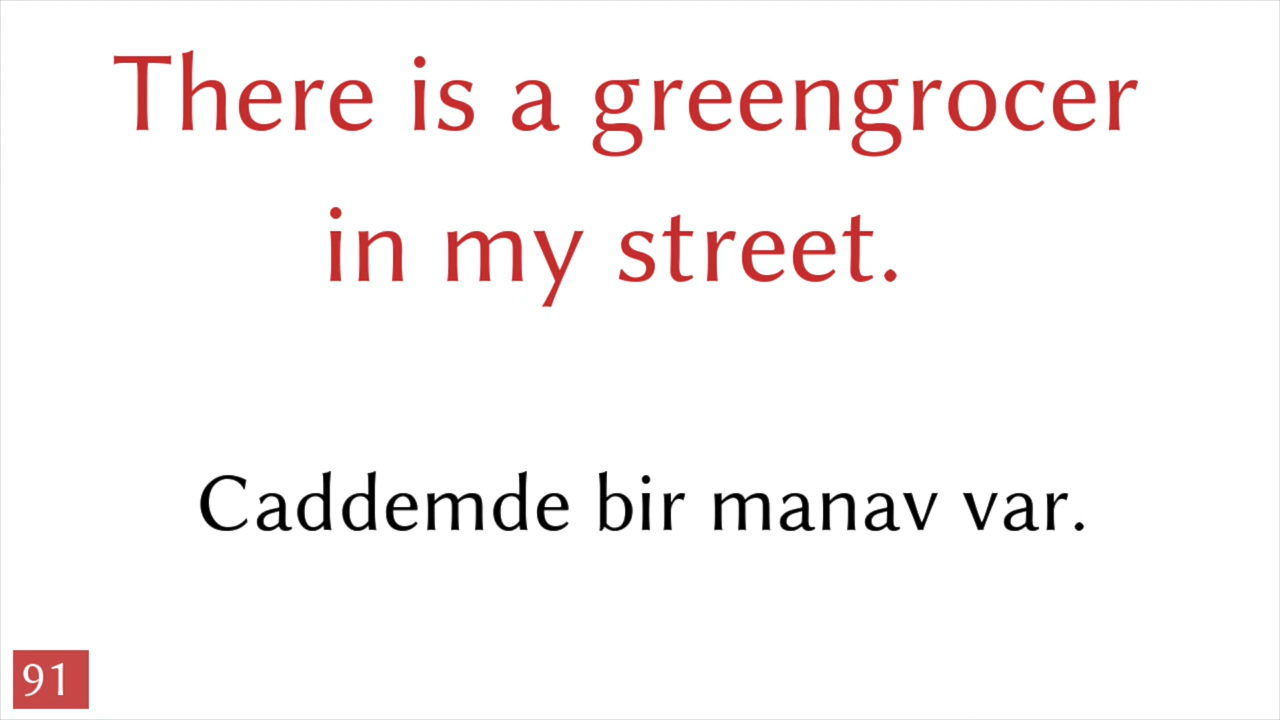 There is a greengrocer
in my street.
Caddemde bir manav var.
91